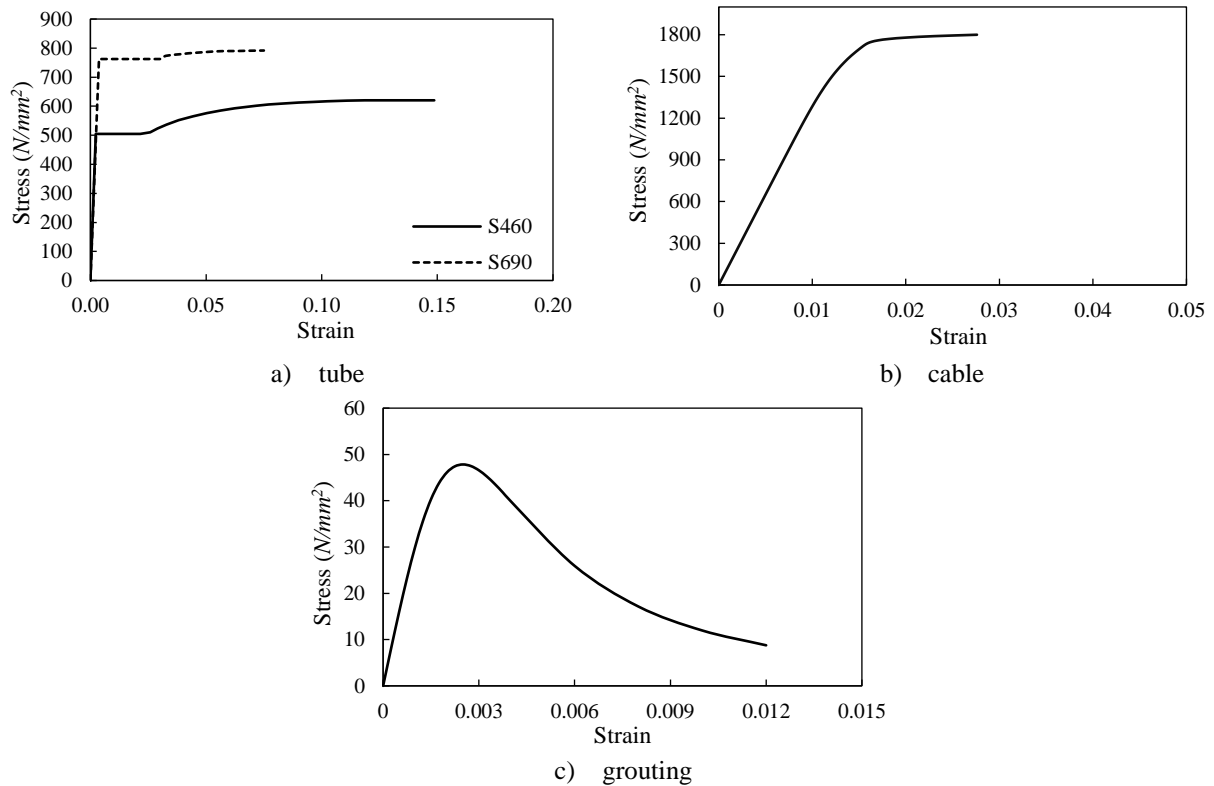 900
800
700
600
500
400
300
200
100
0
Stress (N/mm²)
S460
S690
0.00 0.05 0.10 0.15 0.20
Strain
a) tube
1800
1500
1200
900
600
300
0
Stress (N/mm²)
0 0.01 0.02 0.03 0.04 0.05
Strain
b) cable
60
50
40
30
20
10
0
Stress (N/mm²)
0 0.003 0.006 0.009 0.012 0.015
Strain
c) grouting